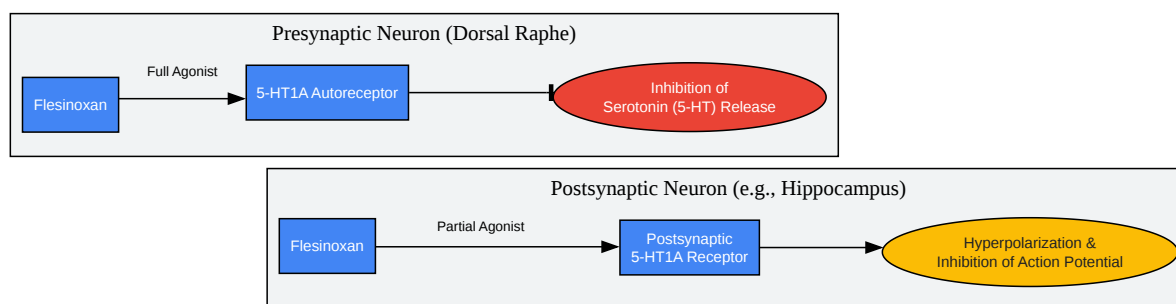 Presynaptic Neuron (Dorsal Raphe)
Flesinoxan
Full Agonist
5-HT1A Autoreceptor
Inhibition of
Serotonin (5-HT) Release
Postsynaptic Neuron (e.g., Hippocampus)
Flesinoxan
Partial Agonist
Postsynaptic
5-HT1A Receptor
Hyperpolarization &
Inhibition of Action Potential